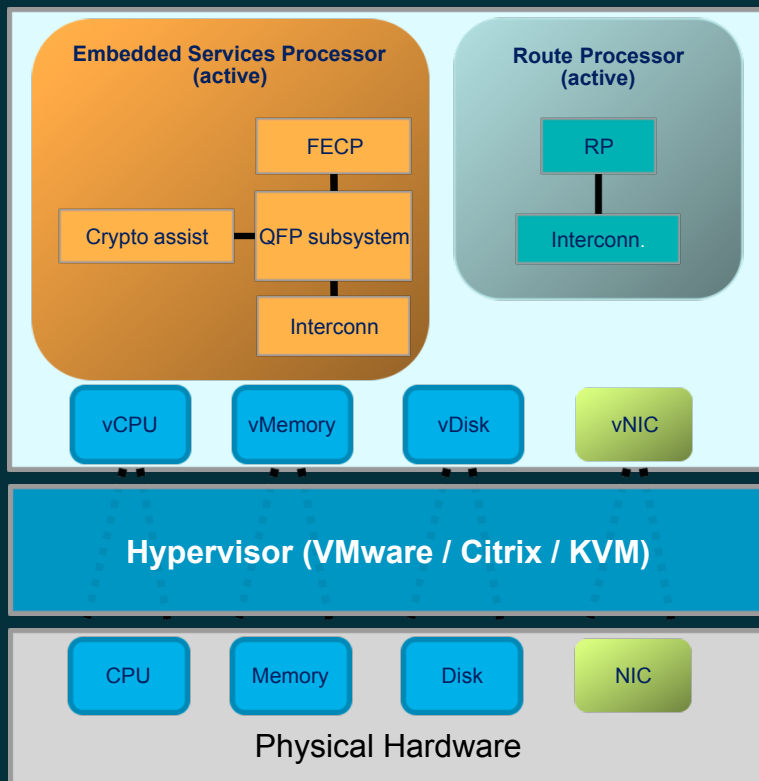 Embedded Services Processor
(active)
Route Processor
(active)
FECP
RP
Crypto assist
QFP subsystem
Interconn.
Interconn
vCPU
vMemory
vDisk
vNIC
Hypervisor (VMware / Citrix / KVM)
CPU
Memory
Disk
NIC
Physical Hardware